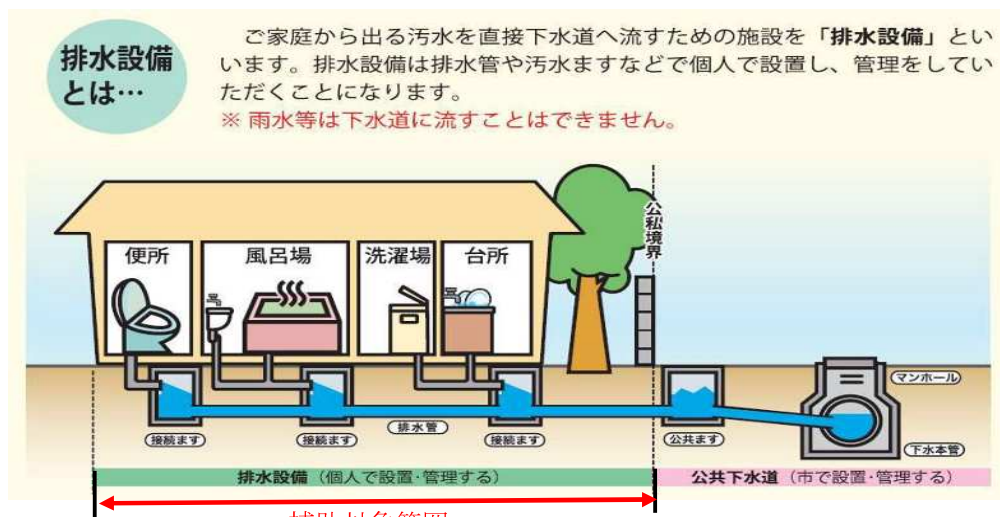 排水設備
とは…
ご家庭から出る汚水を直接下水道へ流すための施設を「排水設備」とい
います。排水設備は排水管や汚水ますなどで個人で設置し、管理をしてい
ただくことになります。
※ 雨水等は下水道に流すことはできません。
公私境界
便所
風呂場
洗濯場
台所
マンホール
接続ます
接続ます
排水管
接続ます
公共ます
下水本管
排水設備（個人で設置・管理する）
公共下水道（市で設置・管理する）